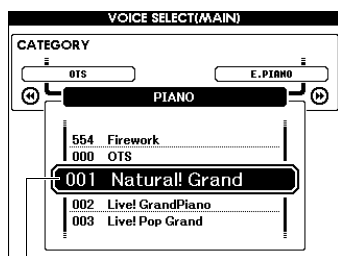 VOICE SELECT(MAIN)
CATEGORY
OTS E.PIANO
PIANO
554 Firework
000 OTS
001 Natural! Grand
002 Live! GrandPiano
003 Live! Pop Grand